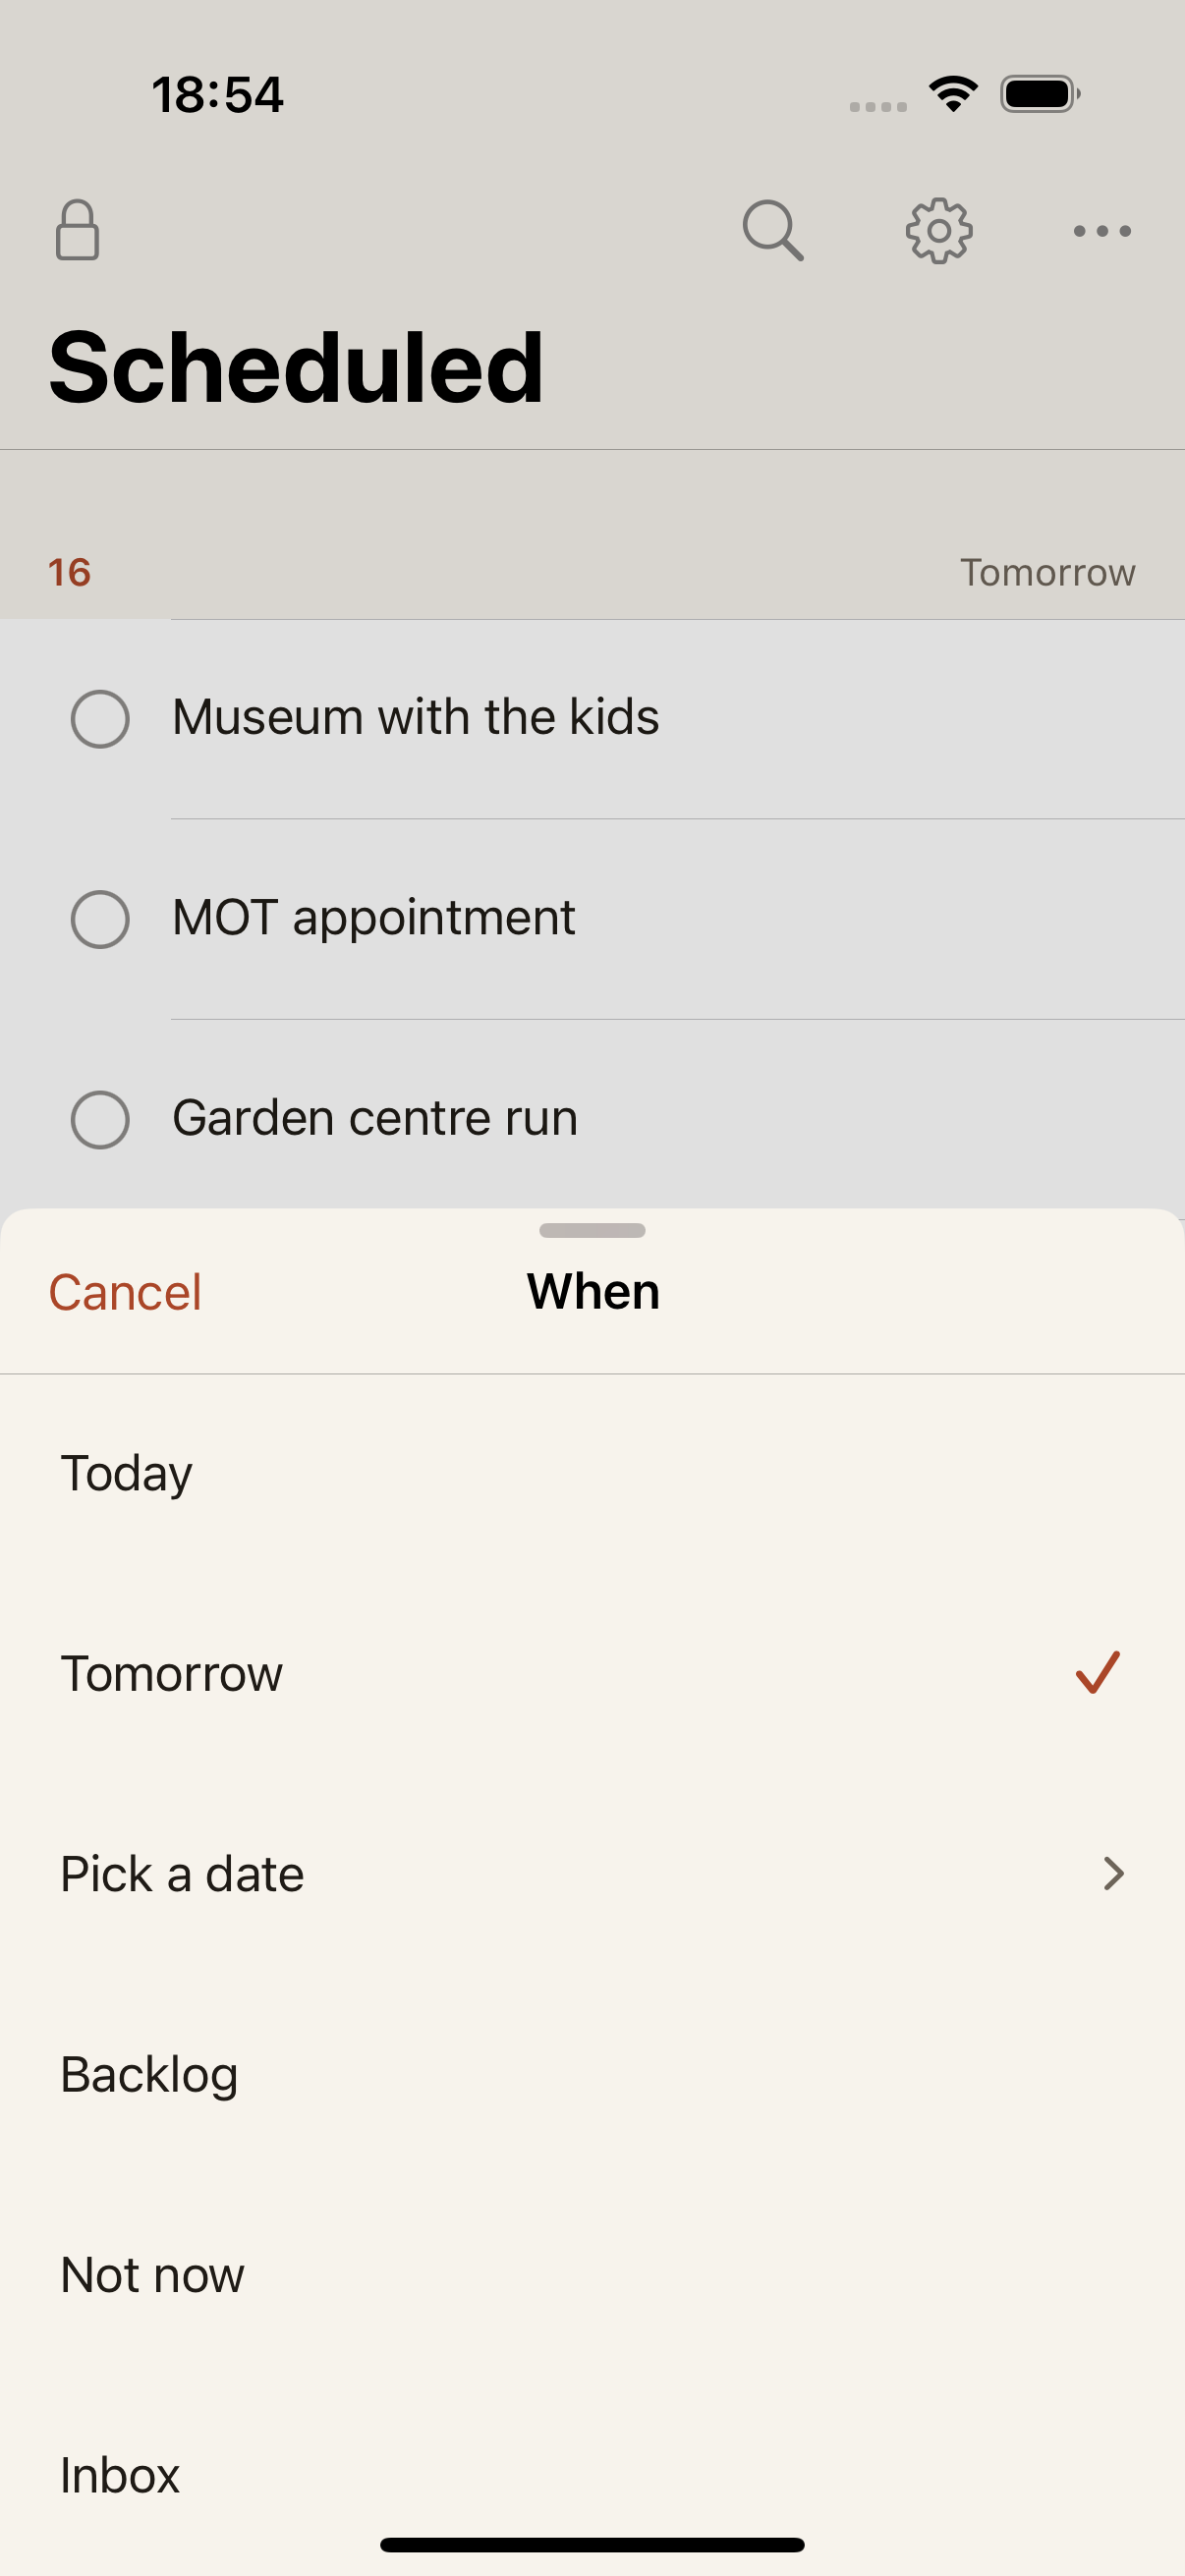 18:54
Scheduled
16 Tomorrow
Museum with the kids
MOT appointment
Garden centre run
Cancel When
Today
Tomorrow
Pick a date
Backlog
Not now
Inbox